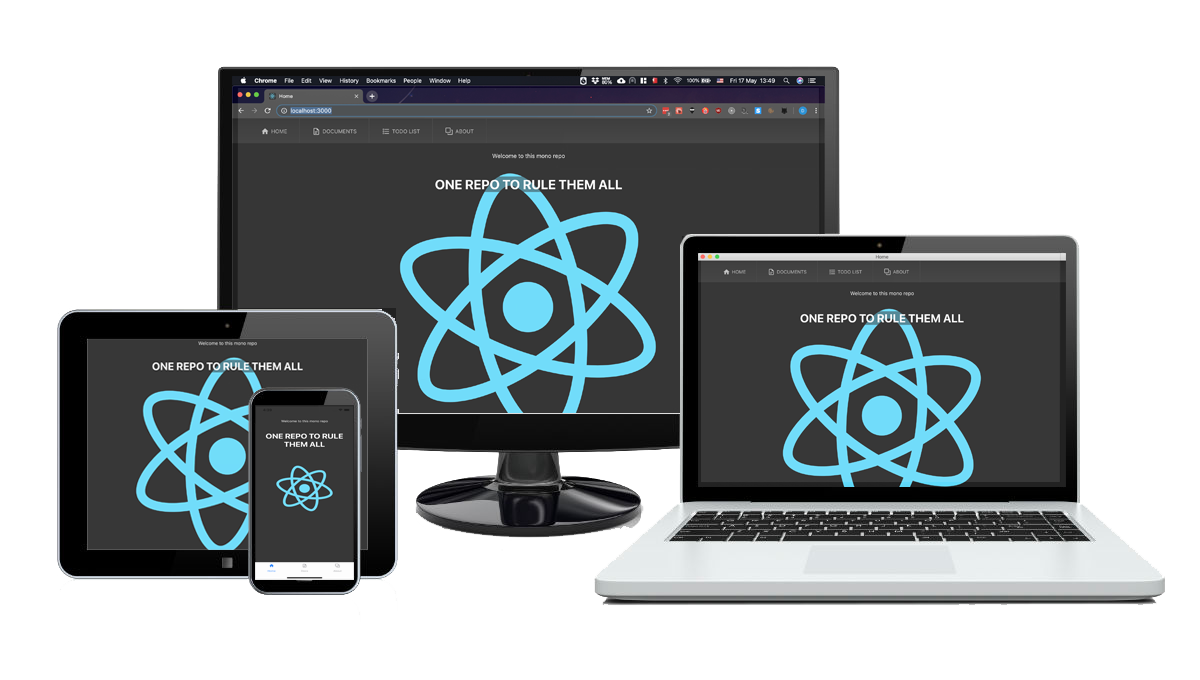 Chrome File Edit View History Bookmarks People Window Help 100% Fri 17 May 13:49
Home
localhost:3000
HOME DOCUMENTS TODO LIST ABOUT
Welcome to this mono repo
ONE REPO TO RULE THEM ALL
Home
HOME DOCUMENTS TODO LIST ABOUT
Welcome to this mono repo
ONE REPO TO RULE THEM ALL
Welcome to this mono repo
ONE REPO TO RULE THEM ALL
Welcome to this mono repo
ONE REPO TO RULE
THEM ALL